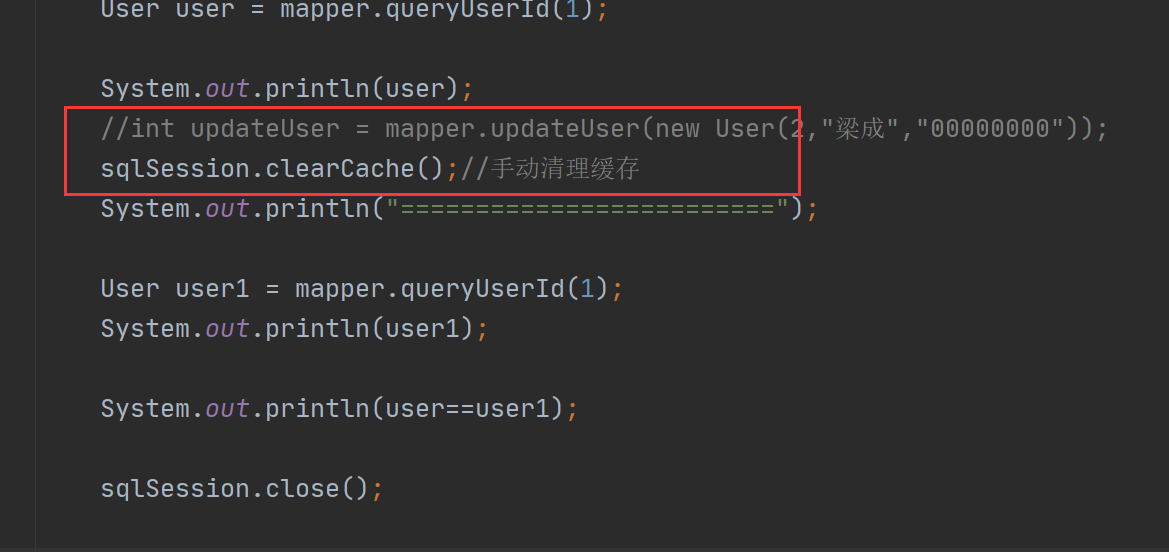 User user = mapper.queryUserId(1);
System.out.println(user);
//int updateUser = mapper.updateUser(new User(2,"梁成","00000000"));
sqlSession.clearCache();//手动清理缓存
System.out.println("=========================");
User user1 = mapper.queryUserId(1);
System.out.println(user1);
System.out.println(user==user1);
sqlSession.close();